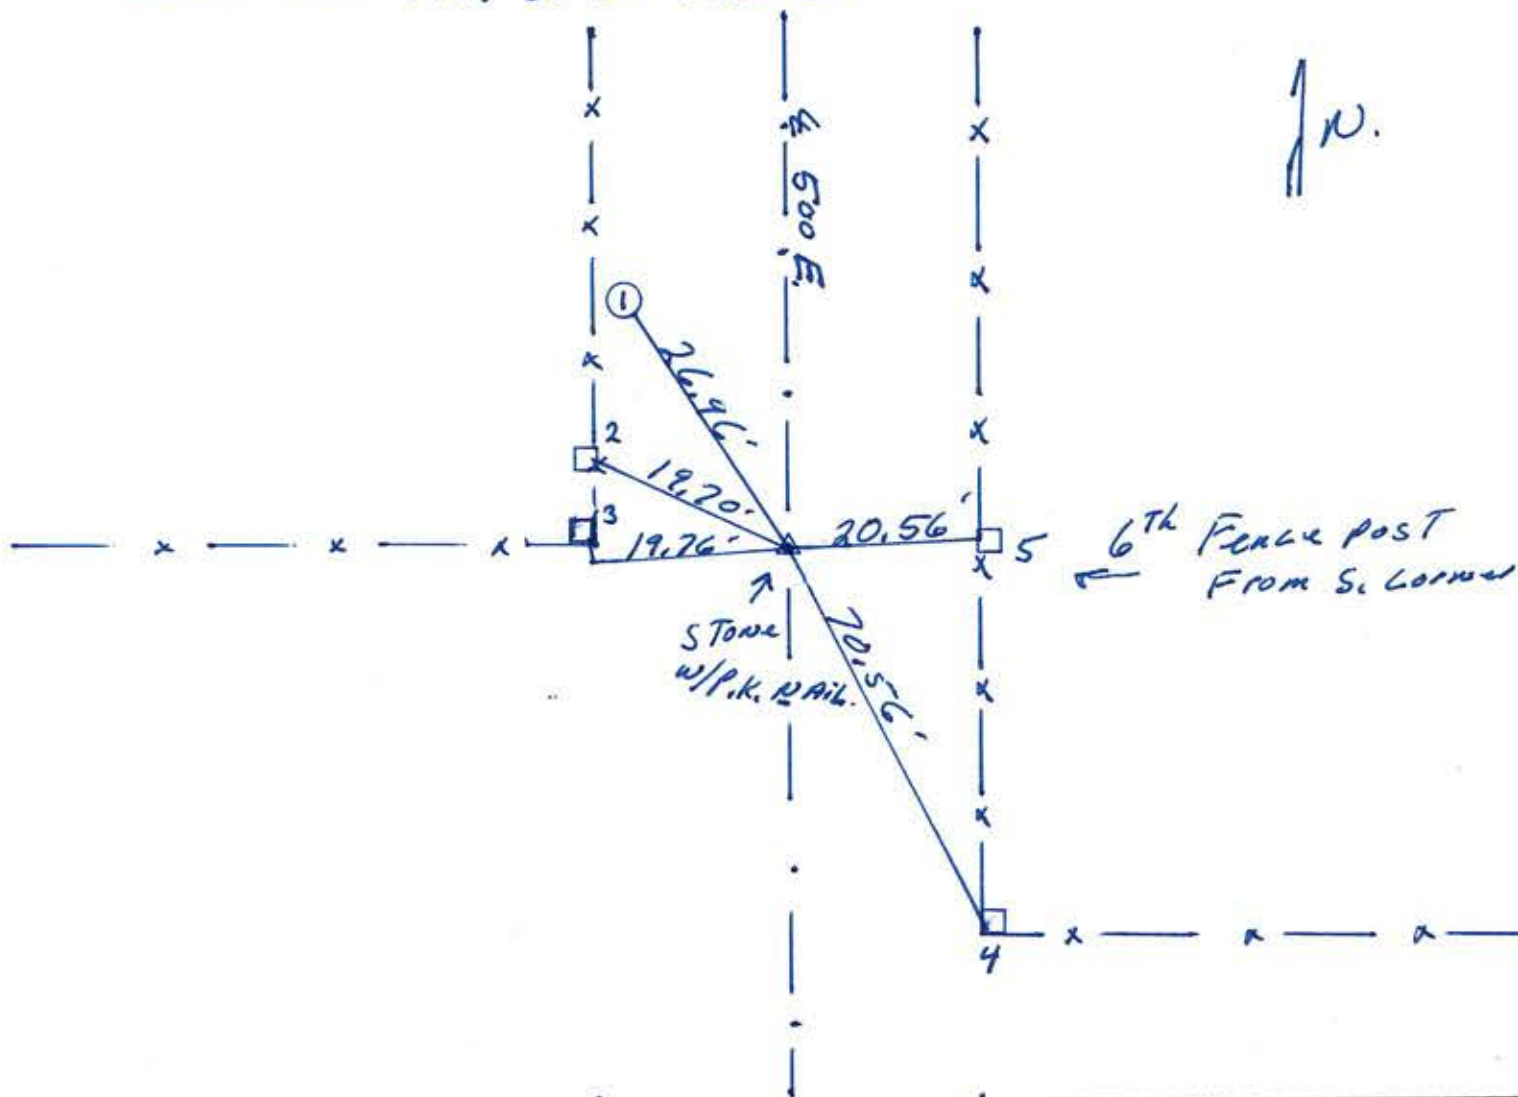 N.
℄ 500 E.
1
26.96'
2
19.20'
3
19.76'
20.56'
5
6Th Fence post
From S. Corner
STone
w/P.K. NAil.
70.56'
4